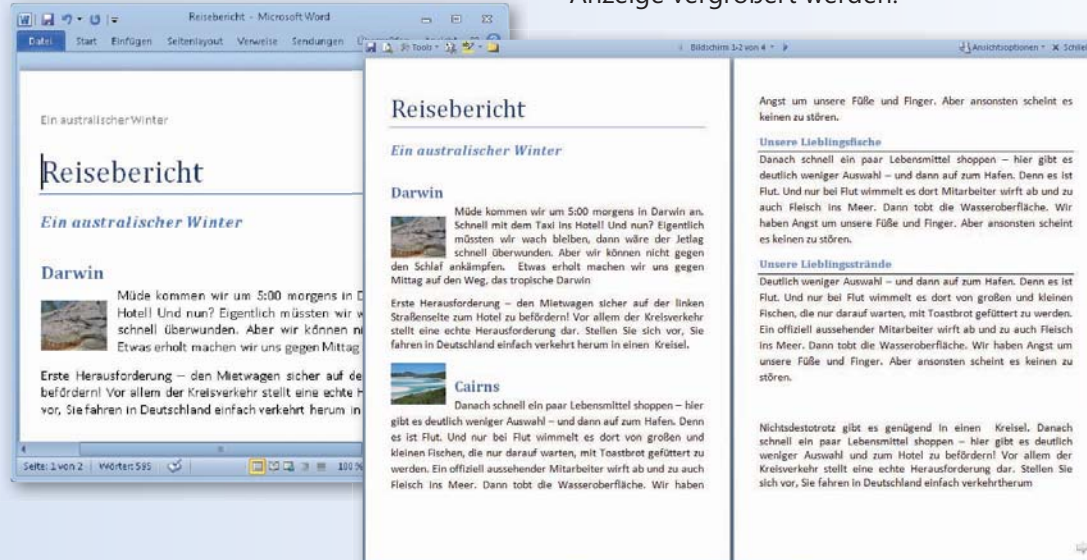 Anzeige vergrößert werden.
Reisebericht - Microsoft Word
Datei Start Einfügen Seitenlayout Verweise Sendungen
Ein australischer Winter
Reisebericht
Ein australischer Winter
Darwin
Müde kommen wir um 5:00 morgens in
Hotel! Und nun? Eigentlich müssten wir
schnell überwunden. Aber wir können
Etwas erholt machen wir uns gegen Mittag
Erste Herausforderung – den Mietwagen sicher auf
befördern! Vor allem der Kreisverkehr stellt eine echte
vor, Sie fahren in Deutschland einfach verkehrt herum in
Seite: 1 von 2 Wörter: 595 100 %
Tools Bildschirm 1-2 von 4 Ansichtsoptionen
Reisebericht
Ein australischer Winter
Darwin
Müde kommen wir um 5:00 morgens in Darwin an.
Schnell mit dem Taxi ins Hotel! Und nun? Eigentlich
müssten wir wach bleiben, dann wäre der Jetlag
schnell überwunden. Aber wir können nicht gegen
den Schlaf ankämpfen. Etwas erholt machen wir uns gegen
Mittag auf den Weg, das tropische Darwin
Erste Herausforderung – den Mietwagen sicher auf der linken
Straßenseite zum Hotel zu befördern! Vor allem der Kreisverkehr
stellt eine echte Herausforderung dar. Stellen Sie sich vor, Sie
fahren in Deutschland einfach verkehrt herum in einen Kreisel.
Cairns
Danach schnell ein paar Lebensmittel shoppen – hier
gibt es deutlich weniger Auswahl – und dann auf zum Hafen. Denn
es ist Flut. Und nur bei Flut wimmelt es dort von großen und
kleinen Fischen, die nur darauf warten, mit Toastbrot gefüttert zu
werden. Ein offiziell aussehender Mitarbeiter wirft ab und zu auch
Fleisch ins Meer. Dann tobt die Wasseroberfläche. Wir haben
Angst um unsere Füße und Finger. Aber ansonsten scheint es
keinen zu stören.
Unsere Lieblingsfische
Danach schnell ein paar Lebensmittel shoppen – hier gibt es
deutlich weniger Auswahl – und dann auf zum Hafen. Denn es ist
Flut. Und nur bei Flut wimmelt es dort Mitarbeiter wirft ab und zu
auch Fleisch ins Meer. Dann tobt die Wasseroberfläche. Wir
haben Angst um unsere Füße und Finger. Aber ansonsten scheint
es keinen zu stören.
Unsere Lieblingsstrände
Deutlich weniger Auswahl – und dann auf zum Hafen. Denn es ist
Flut. Und nur bei Flut wimmelt es dort von großen und kleinen
Fischen, die nur darauf warten, mit Toastbrot gefüttert zu werden.
Ein offiziell aussehender Mitarbeiter wirft ab und zu auch Fleisch
ins Meer. Dann tobt die Wasseroberfläche. Wir haben Angst um
unsere Füße und Finger. Aber ansonsten scheint es keinen zu
stören.
Nichtsdestotrotz gibt es genügend in einen Kreisel. Danach
schnell ein paar Lebensmittel shoppen – hier gibt es deutlich
weniger Auswahl und zum Hotel zu befördern! Vor allem der
Kreisverkehr stellt eine echte Herausforderung dar. Stellen Sie
sich vor, Sie fahren in Deutschland einfach verkehrtherum